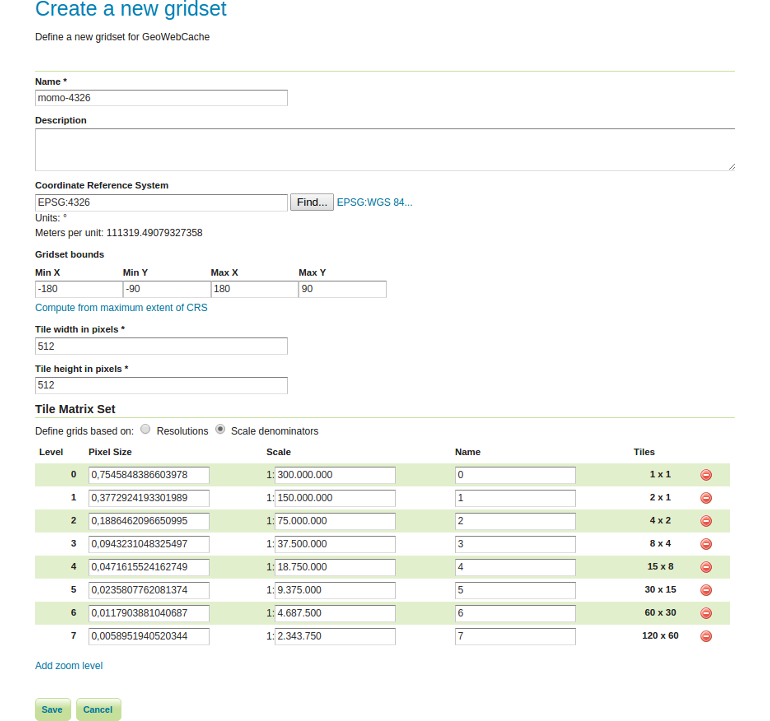 Create a new gridset
Define a new gridset for GeoWebCache
Name *
momo-4326
Description
Coordinate Reference System
EPSG:4326 Find... EPSG:WGS 84...
Units: °
Meters per unit: 111319.49079327358
Gridset bounds
Min X Min Y Max X Max Y
-180 -90 180 90
Compute from maximum extent of CRS
Tile width in pixels *
512
Tile height in pixels *
512
Tile Matrix Set
Define grids based on: Resolutions Scale denominators
Level Pixel Size Scale Name Tiles
0 0,7545848386603978 1: 300.000.000 0 1 x 1
1 0,3772924193301989 1: 150.000.000 1 2 x 1
2 0,1886462096650995 1: 75.000.000 2 4 x 2
3 0,0943231048325497 1: 37.500.000 3 8 x 4
4 0,0471615524162749 1: 18.750.000 4 15 x 8
5 0,0235807762081374 1: 9.375.000 5 30 x 15
6 0,0117903881040687 1: 4.687.500 6 60 x 30
7 0,0058951940520344 1: 2.343.750 7 120 x 60
Add zoom level
Save Cancel